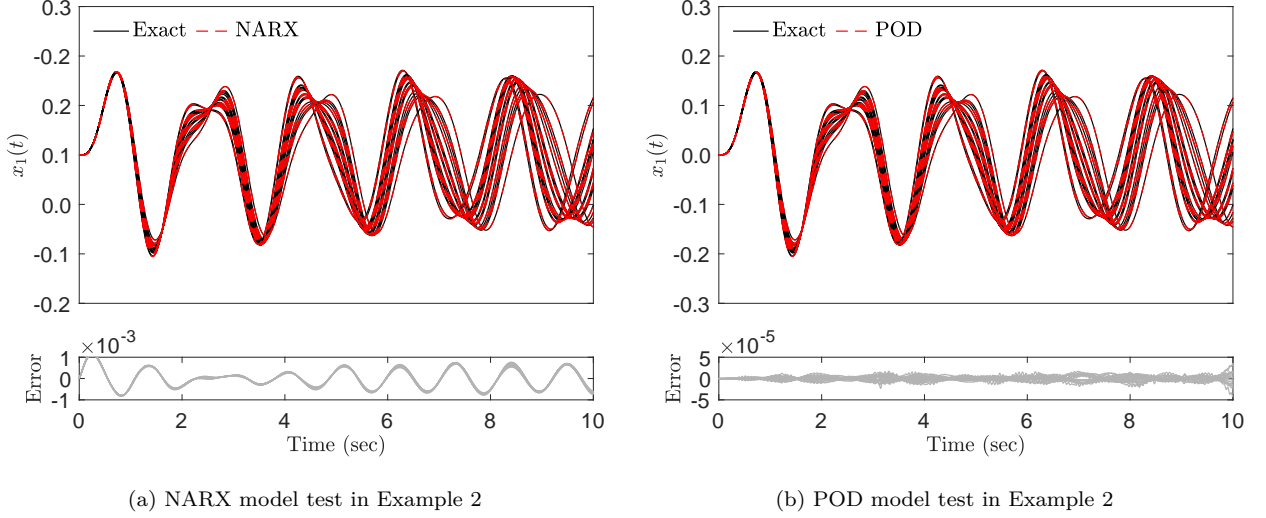 0.3
-0.2
0.2
0.1
0.0
-0.1
-0.2
x₁(t)
Exact NARX
×10⁻³
1
0
-1
Error
0 2 4 6 8 10
Time (sec)
(a) NARX model test in Example 2
0.3
0.2
0.1
0.0
-0.1
-0.2
-0.3
x₁(t)
Exact POD
×10⁻⁵
5
0
-5
Error
0 2 4 6 8 10
Time (sec)
(b) POD model test in Example 2